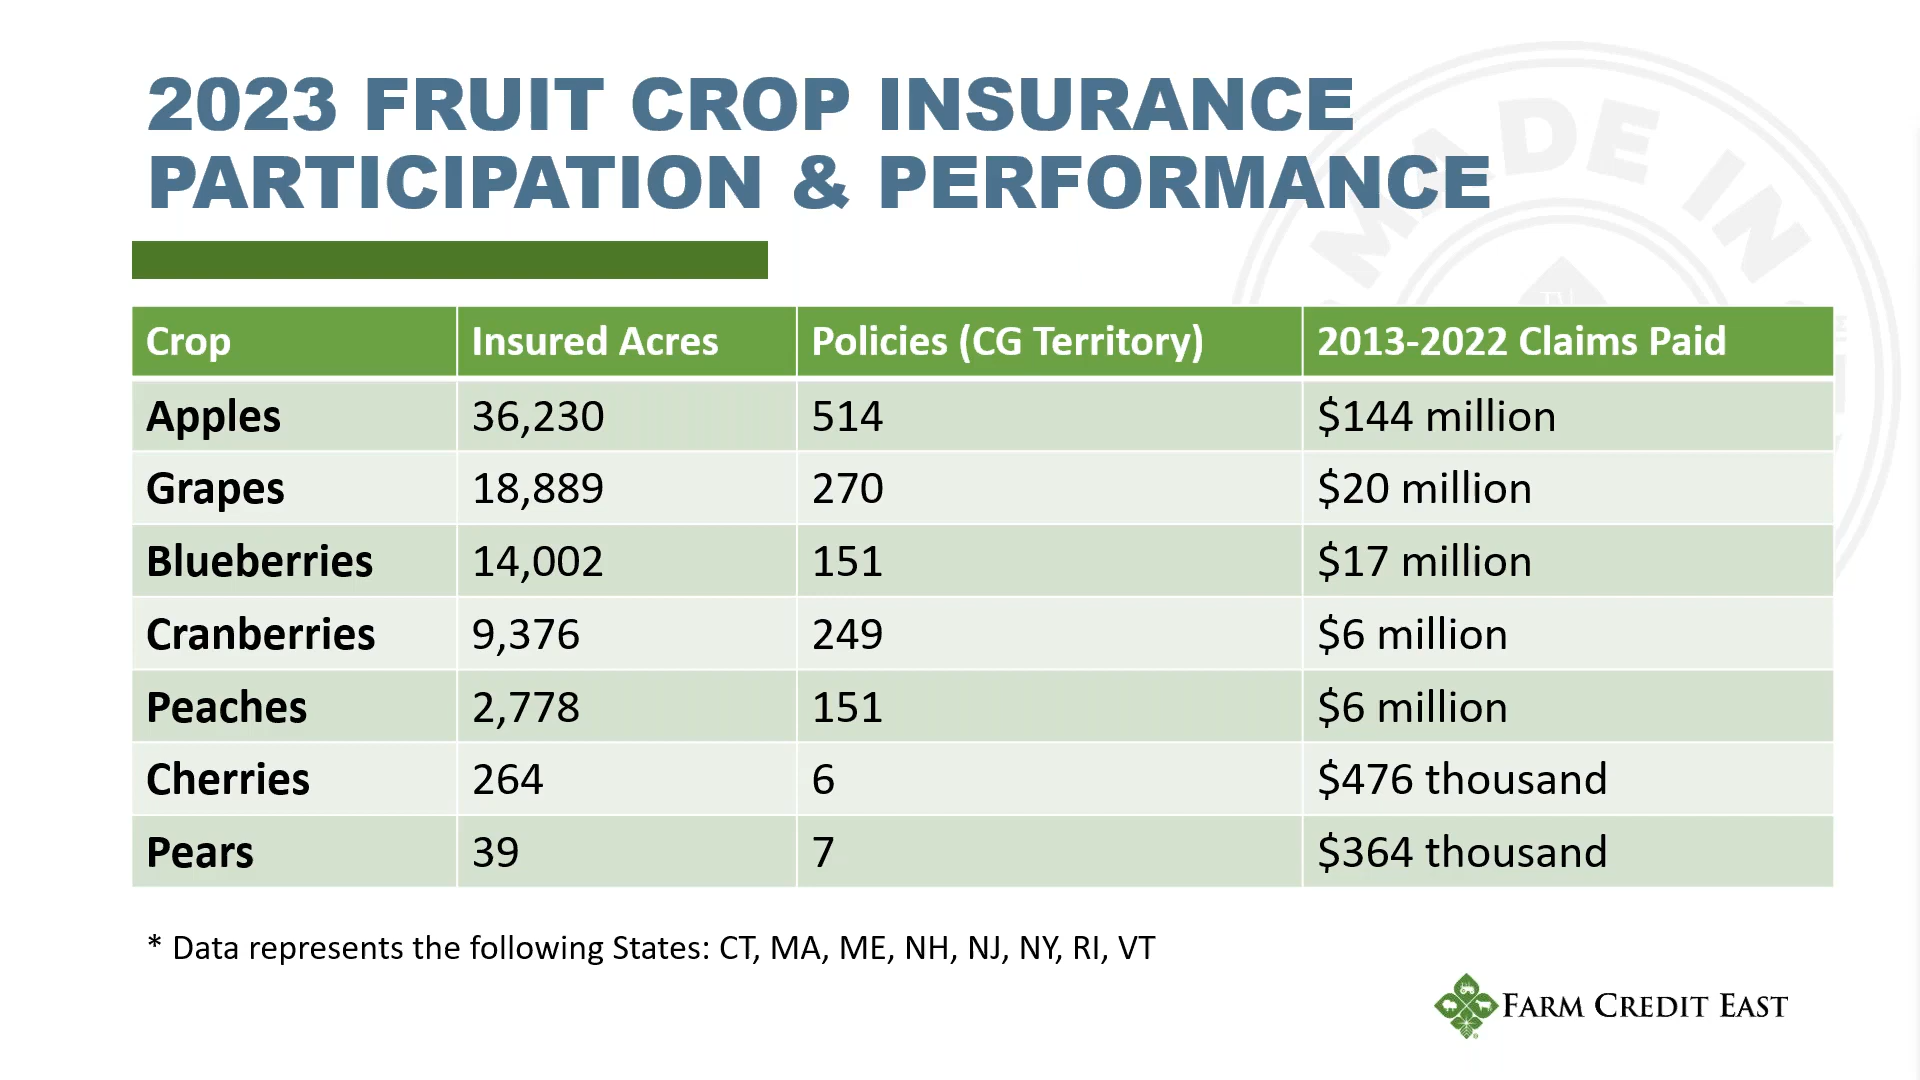 2023 FRUIT CROP INSURANCE
PARTICIPATION & PERFORMANCE
MADE IN
TM
Crop Insured Acres Policies (CG Territory) 2013-2022 Claims Paid
Apples 36,230 514 $144 million
Grapes 18,889 270 $20 million
Blueberries 14,002 151 $17 million
Cranberries 9,376 249 $6 million
Peaches 2,778 151 $6 million
Cherries 264 6 $476 thousand
Pears 39 7 $364 thousand
* Data represents the following States: CT, MA, ME, NH, NJ, NY, RI, VT
FARM CREDIT EAST